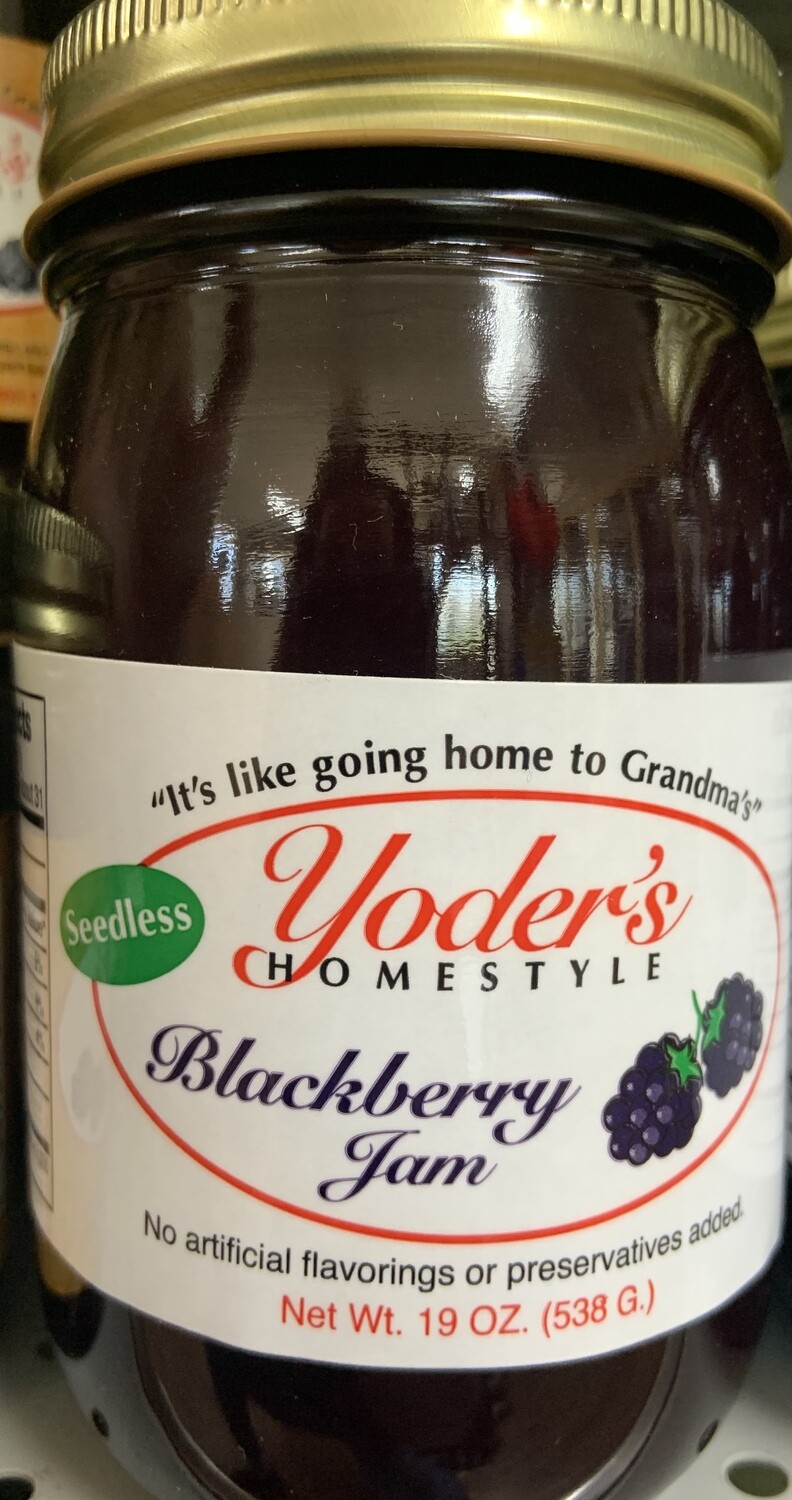 "It's like going home to Grandma's"
Seedless
Yoder's
HOMESTYLE
Blackberry
Jam
No artificial flavorings or preservatives added.
Net Wt. 19 OZ. (538 G.)